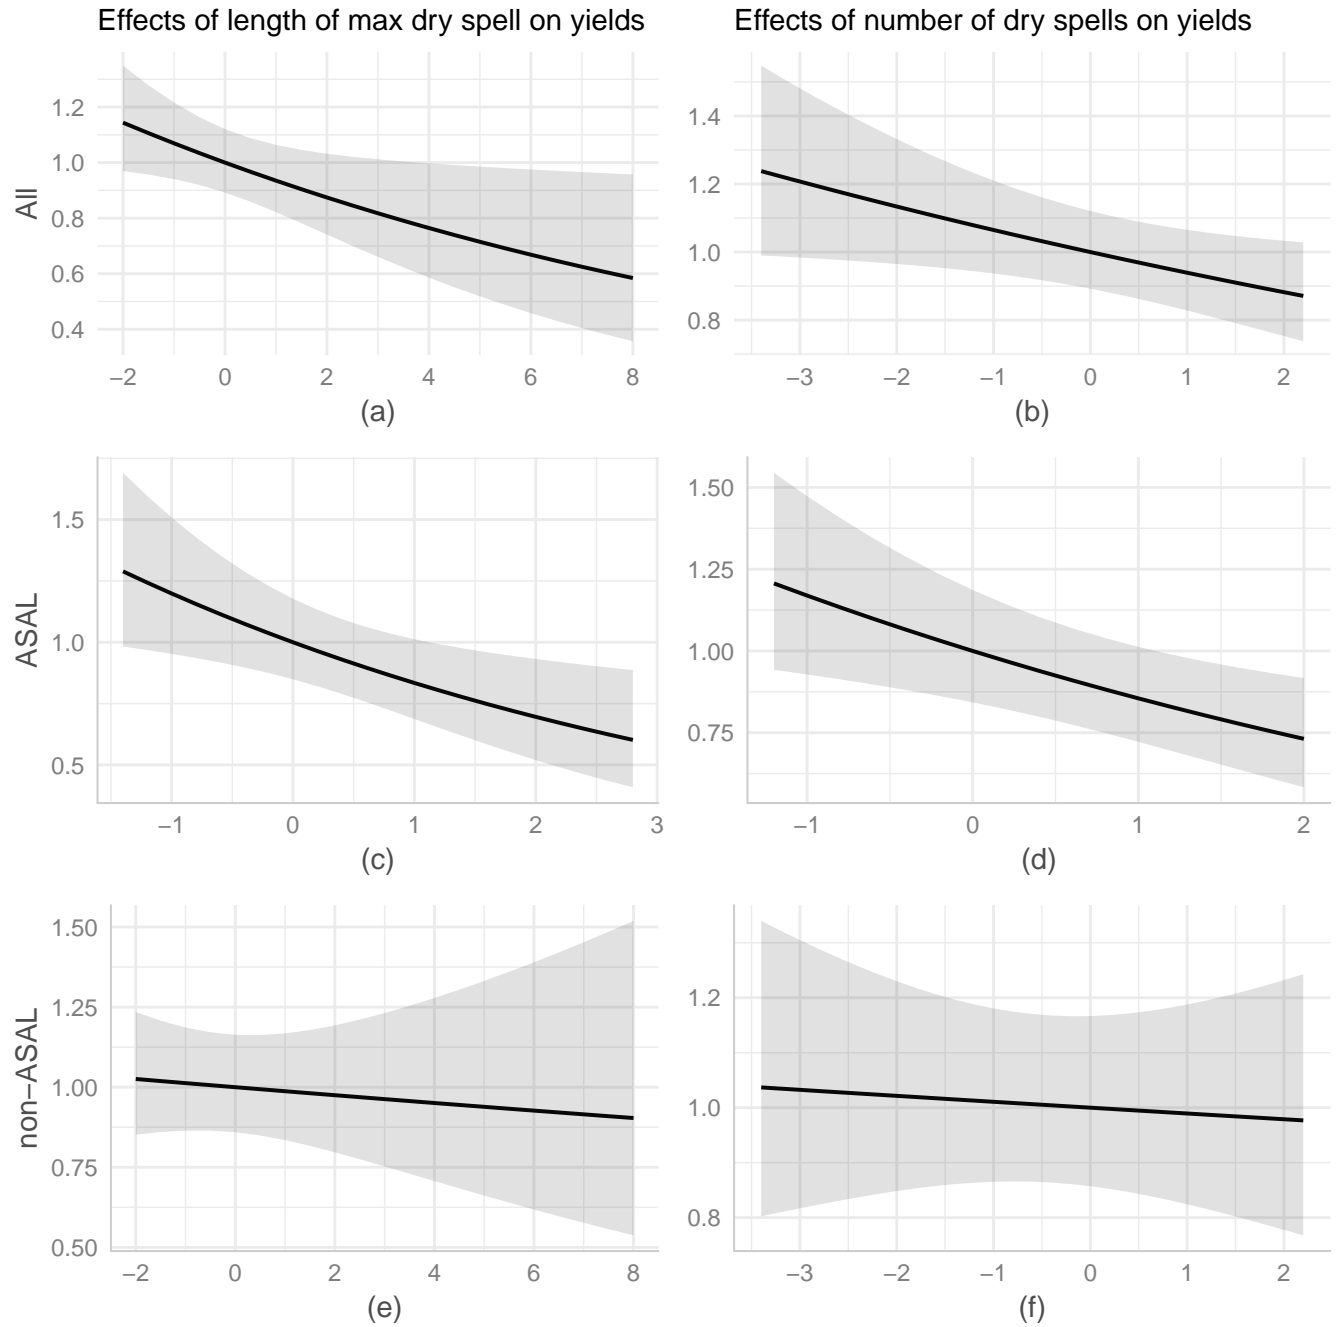 Effects of length of max dry spell on yields
Effects of number of dry spells on yields
All
1.2
1.0
0.8
0.6
0.4
−2 0 2 4 6 8
(a)
1.4
1.2
1.0
0.8
−3 −2 −1 0 1 2
(b)
ASAL
1.5
1.0
0.5
−1 0 1 2 3
(c)
1.50
1.25
1.00
0.75
−1 0 1 2
(d)
non−ASAL
1.50
1.25
1.00
0.75
0.50
−2 0 2 4 6 8
(e)
1.2
1.0
0.8
−3 −2 −1 0 1 2
(f)